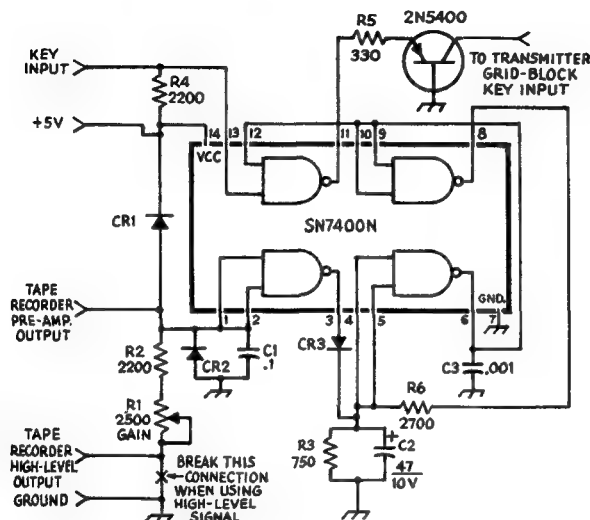 2N5400
R5
330
KEY
INPUT
TO TRANSMITTER
GRID-BLOCK
KEY INPUT
R4
2200
+5V
14 13 12 11 10 9 8
VCC
SN7400N
CR1
TAPE
RECORDER
PRE-AMP.
OUTPUT
GND.
1 2 3 4 5 6 7
R2
2200
CR2
C1
.1
CR3
C3 .001
R6
2700
R1
2500
GAIN
TAPE
RECORDER
HIGH-LEVEL
OUTPUT
GROUND
BREAK THIS
CONNECTION
WHEN USING
HIGH-LEVEL
SIGNAL
R3
750
+
C2
47
10V